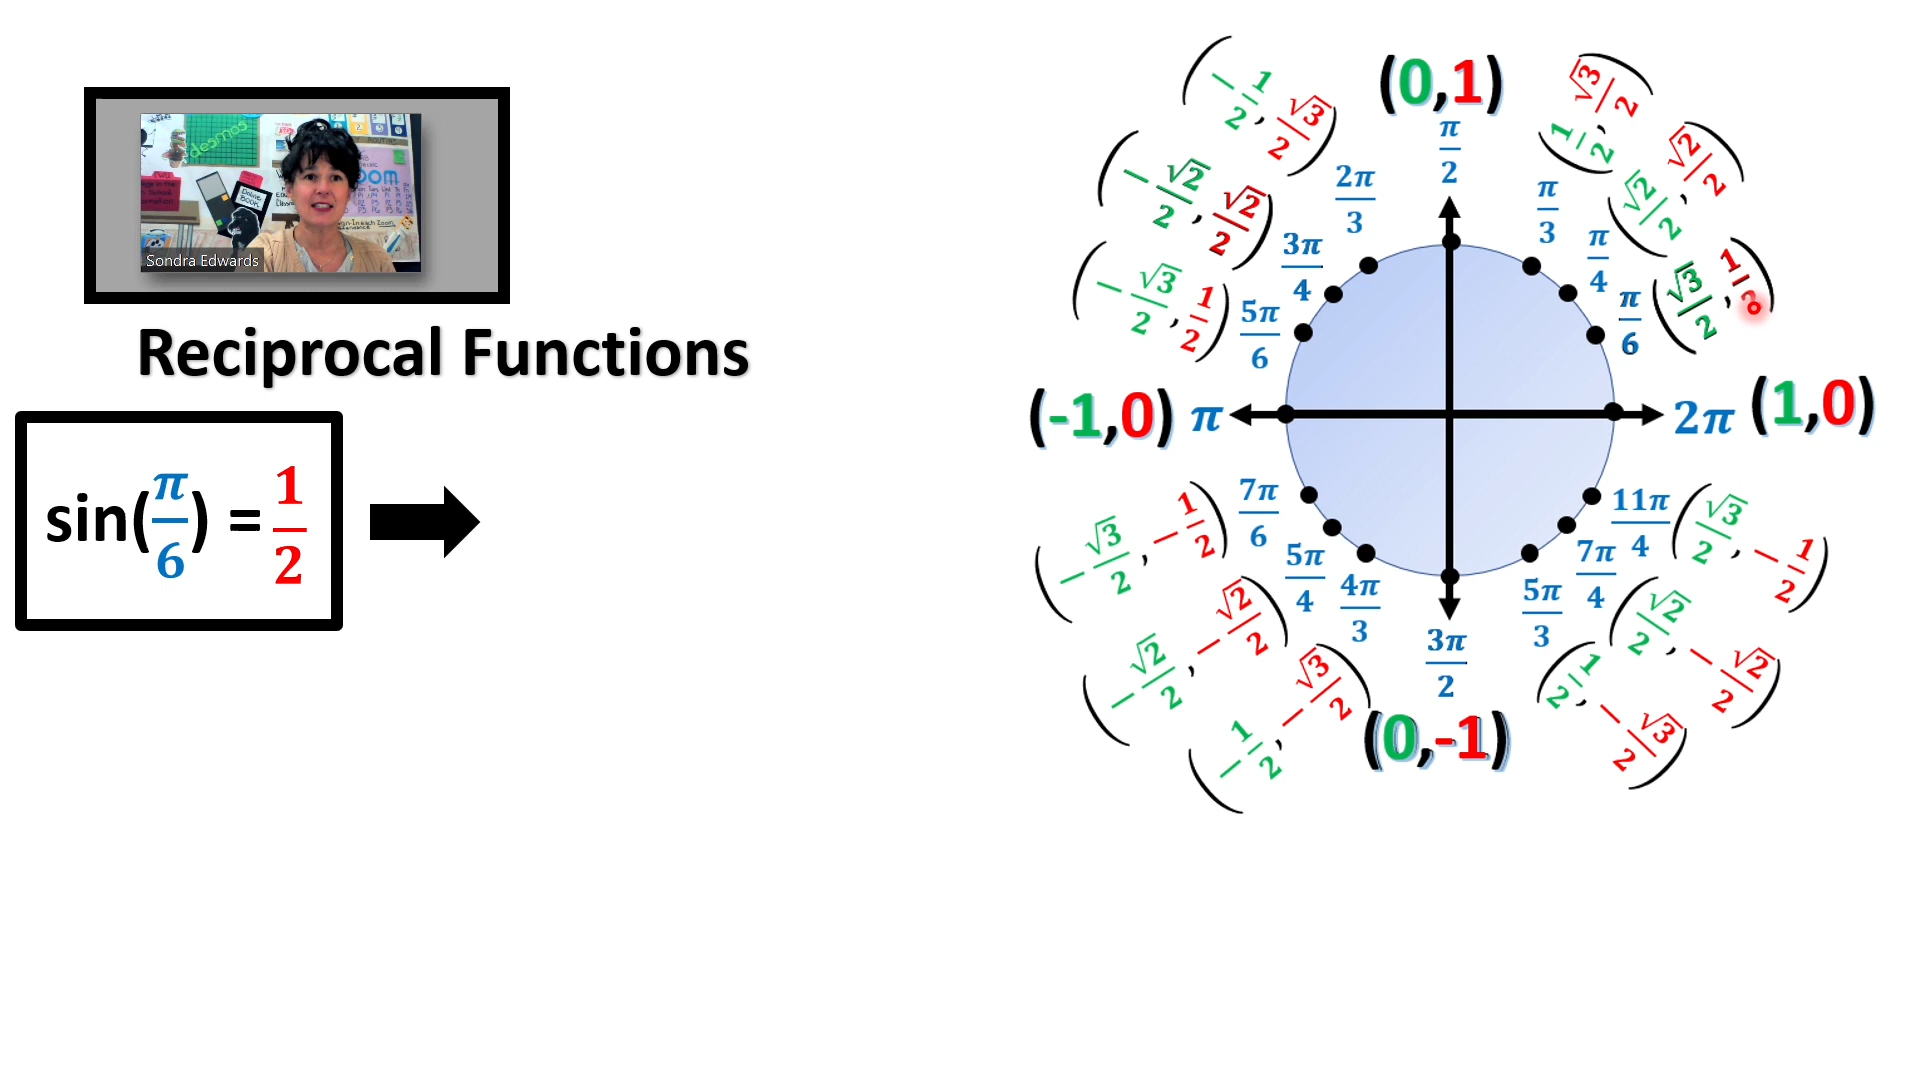 desmos
Online
BOOK
Sondra Edwards
Reciprocal Functions
sin(π/6) = 1/2
(0,1)
π/2
(-1/2, √3/2)
2π/3
(-√2/2, √2/2)
3π/4
(-√3/2, 1/2)
5π/6
(1/2, √3/2)
π/3
(√2/2, √2/2)
π/4
(√3/2, 1/2)
π/6
(-1,0) π
2π (1,0)
7π/6
(-√3/2, -1/2)
5π/4
(-√2/2, -√2/2)
4π/3
(-1/2, -√3/2)
3π/2
(0,-1)
11π/4
(√3/2, -1/2)
7π/4
(√2/2, -√2/2)
5π/3
(1/2, -√3/2)